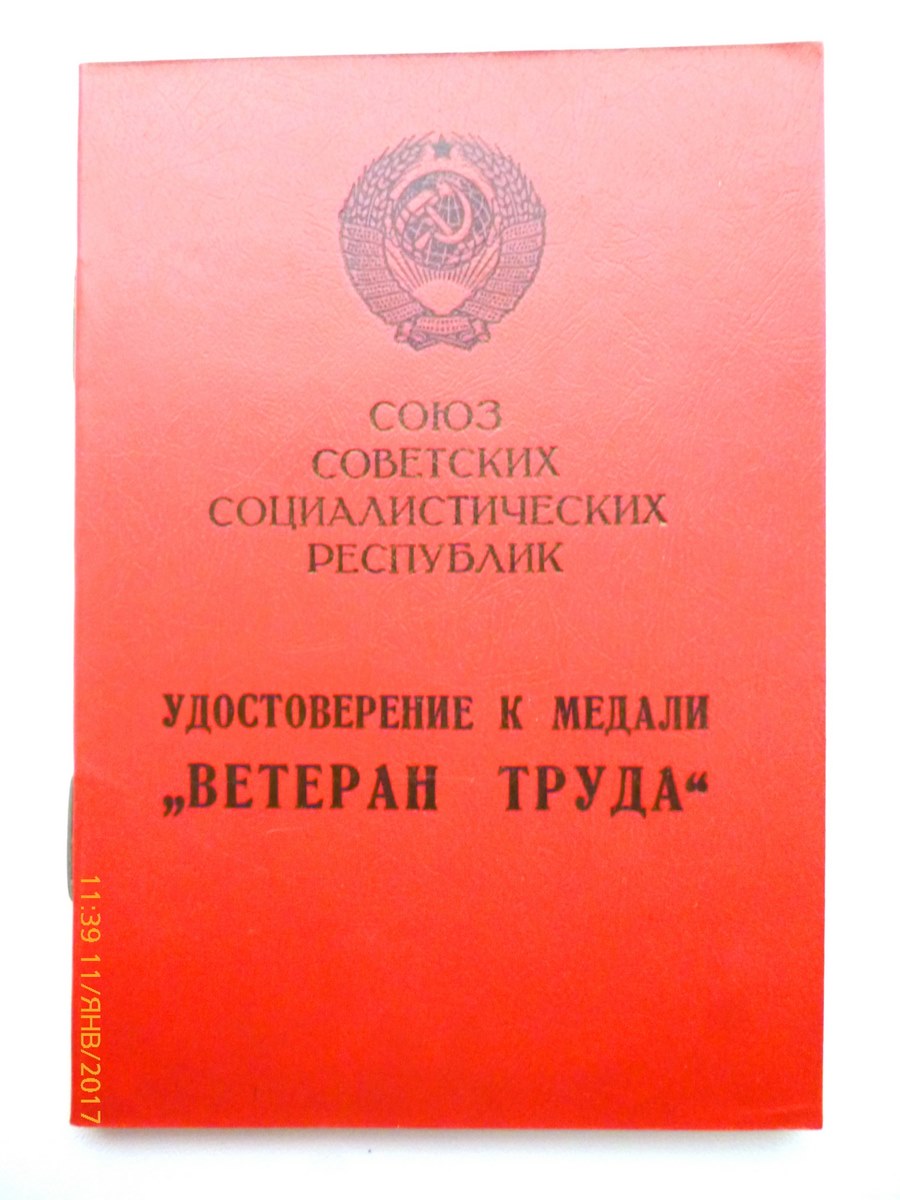 СОЮЗ
СОВЕТСКИХ
СОЦИАЛИСТИЧЕСКИХ
РЕСПУБЛИК
УДОСТОВЕРЕНИЕ К МЕДАЛИ
„ВЕТЕРАН ТРУДА“
11:39 11/ЯНВ/2017